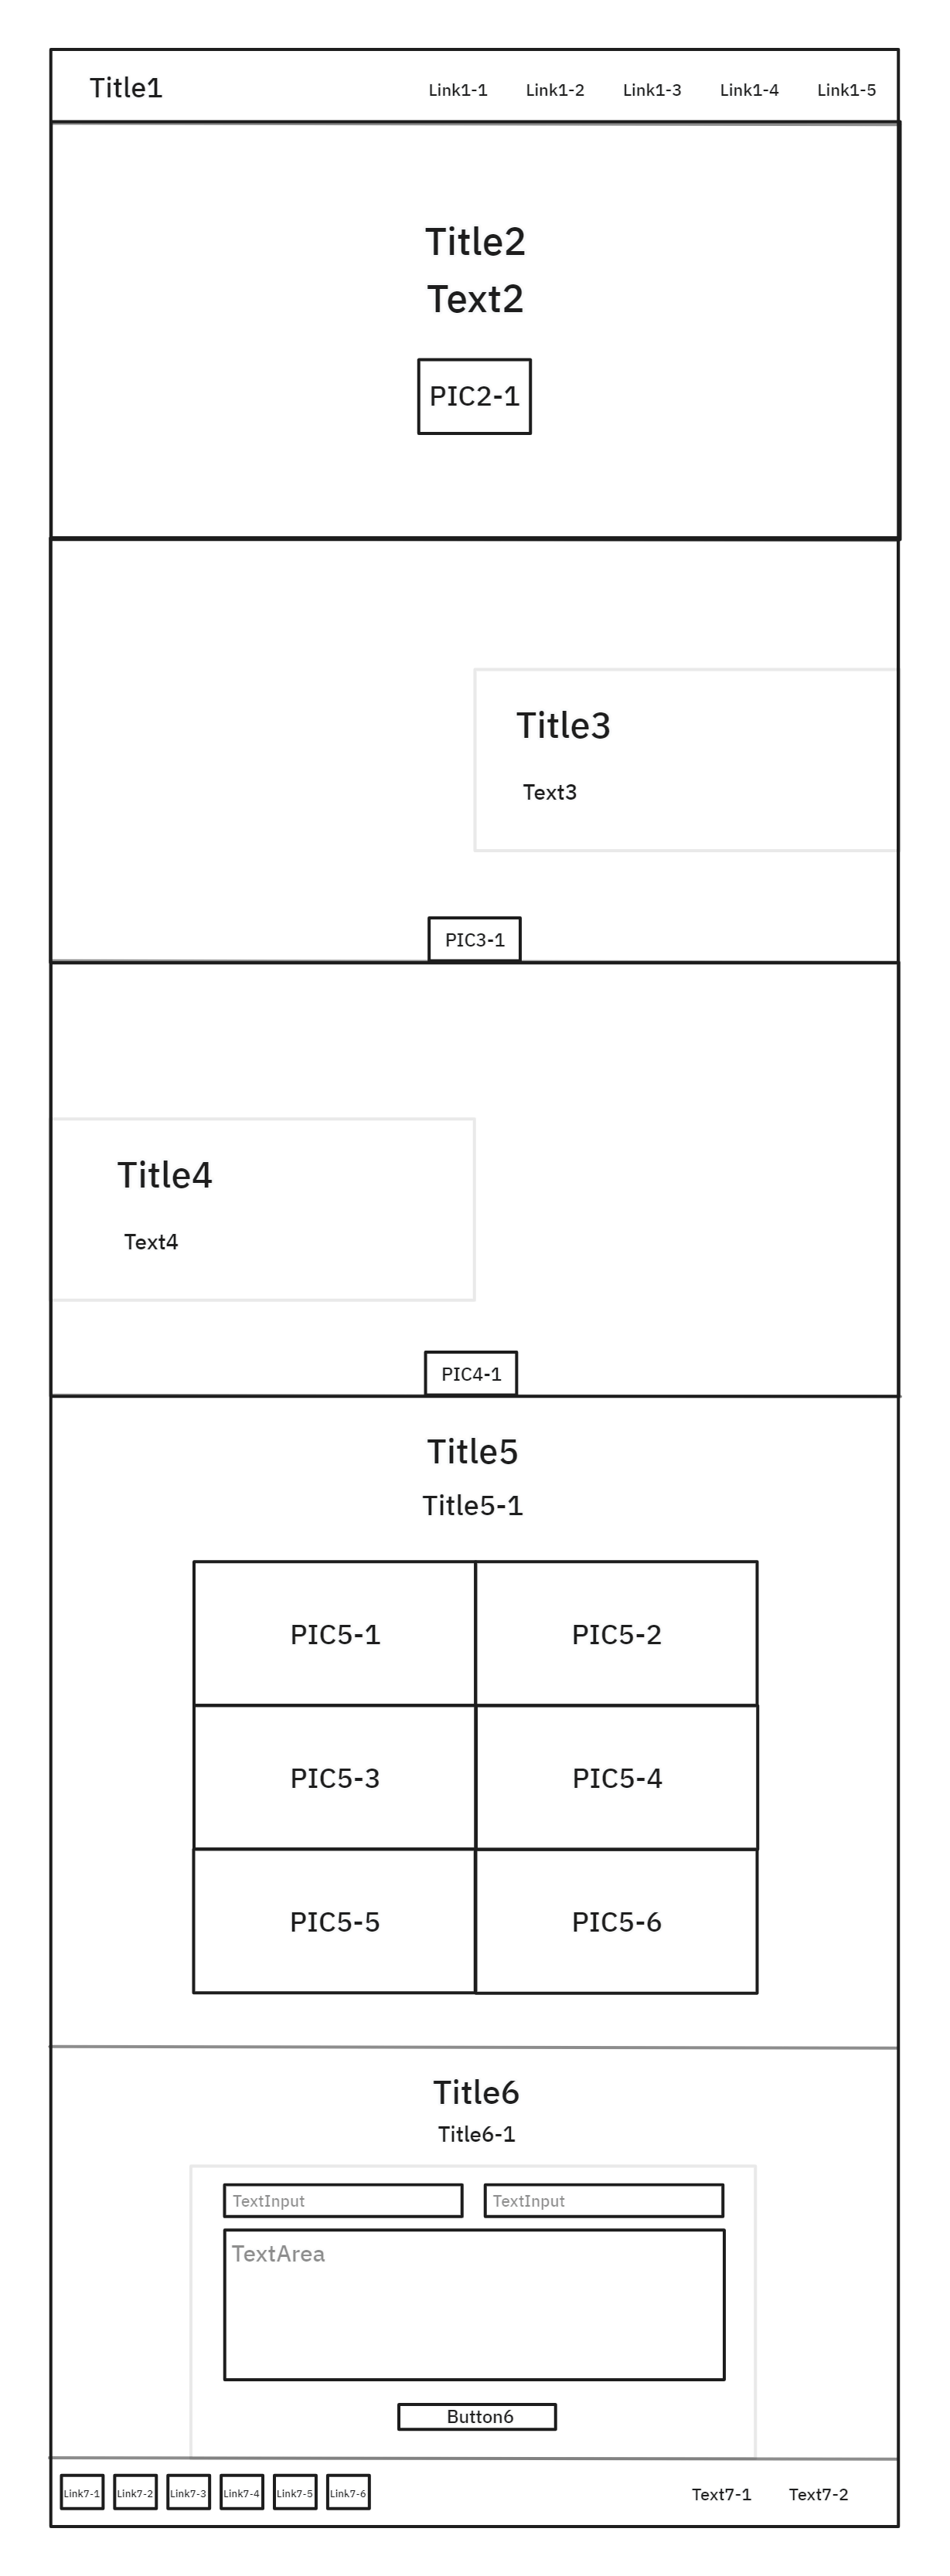 Title1
Link1-1 Link1-2 Link1-3 Link1-4 Link1-5
Title2
Text2
PIC2-1
Title3
Text3
PIC3-1
Title4
Text4
PIC4-1
Title5
Title5-1
PIC5-1 PIC5-2
PIC5-3 PIC5-4
PIC5-5 PIC5-6
Title6
Title6-1
TextInput TextInput
TextArea
Button6
Link7-1 Link7-2 Link7-3 Link7-4 Link7-5 Link7-6
Text7-1 Text7-2